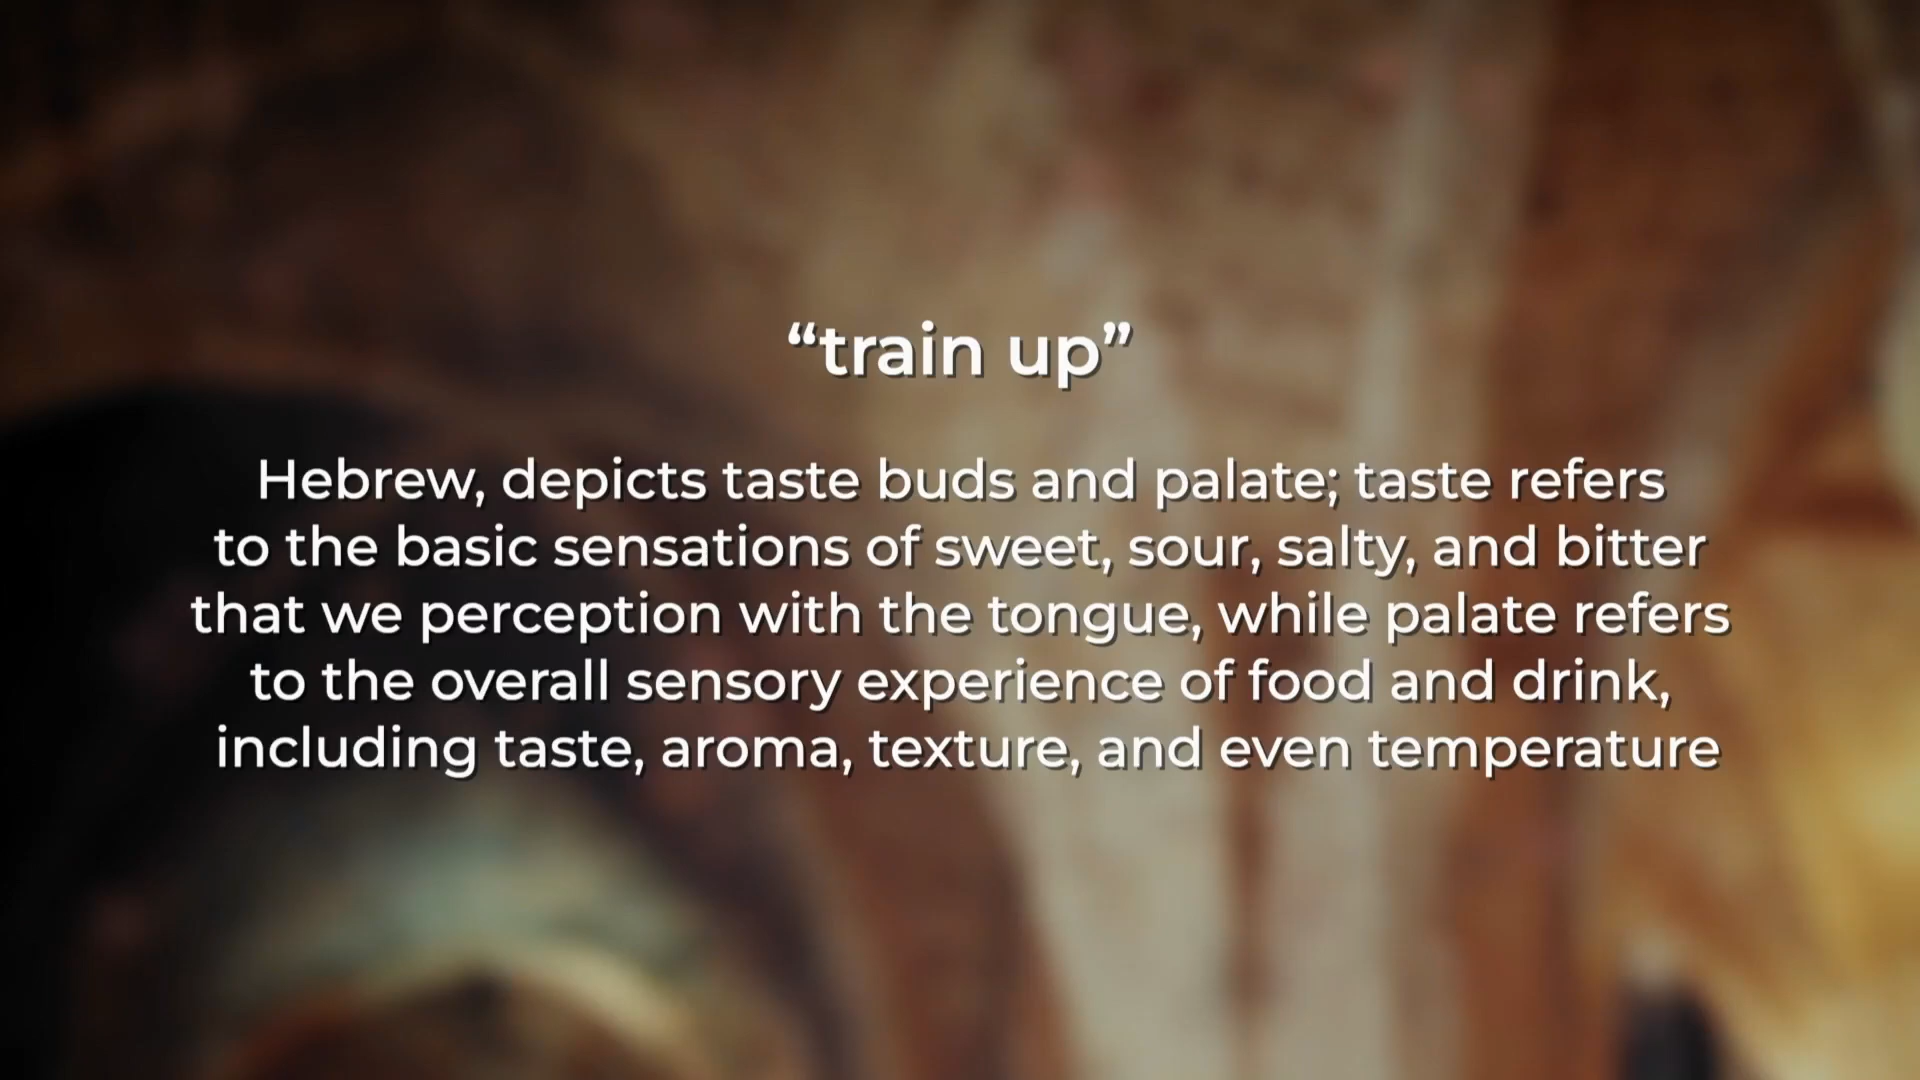 “train up”
Hebrew, depicts taste buds and palate; taste refers
to the basic sensations of sweet, sour, salty, and bitter
that we perception with the tongue, while palate refers
to the overall sensory experience of food and drink,
including taste, aroma, texture, and even temperature